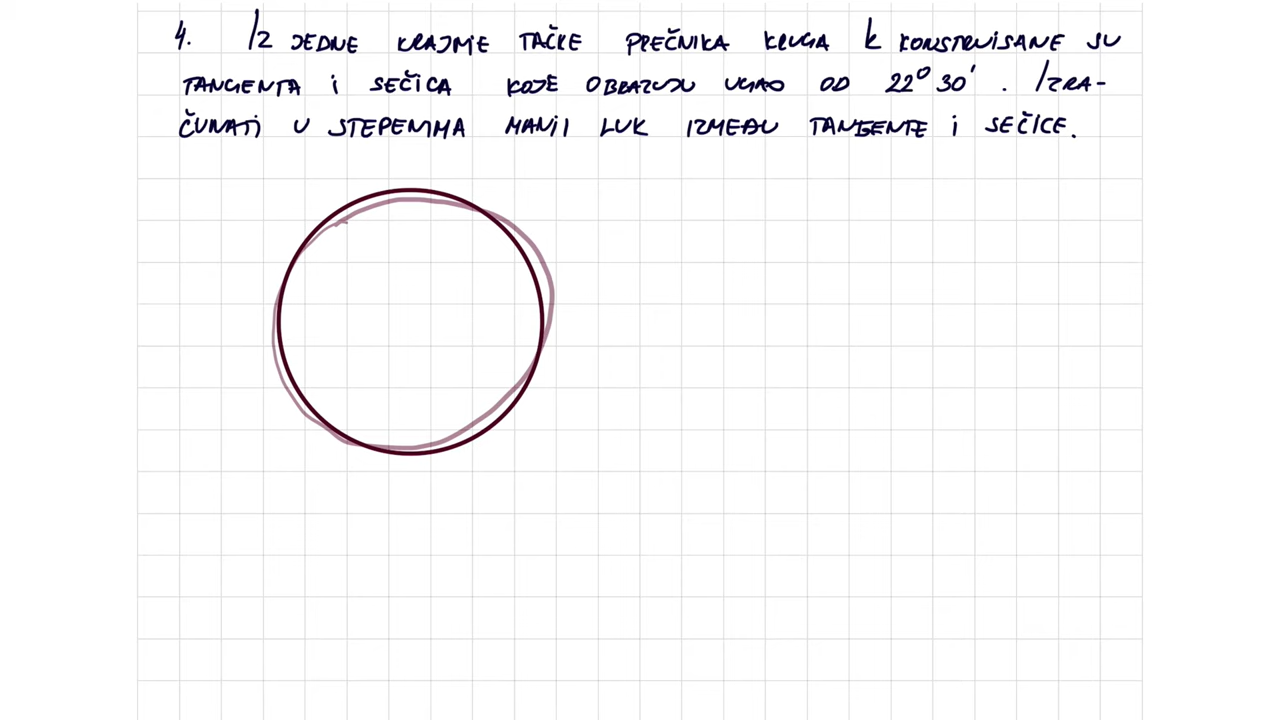 4. IZ JEDNE KRAJNJE TAČKE PREČNIKA KRUGA k KONSTRUISANE SU
TANGENTA I SEČICA KOJE OBRAZUJU UGAO OD 22° 30'. IZRA-
ČUNATI U STEPENIMA MANJI LUK IZMEĐU TANGENTE I SEČICE.